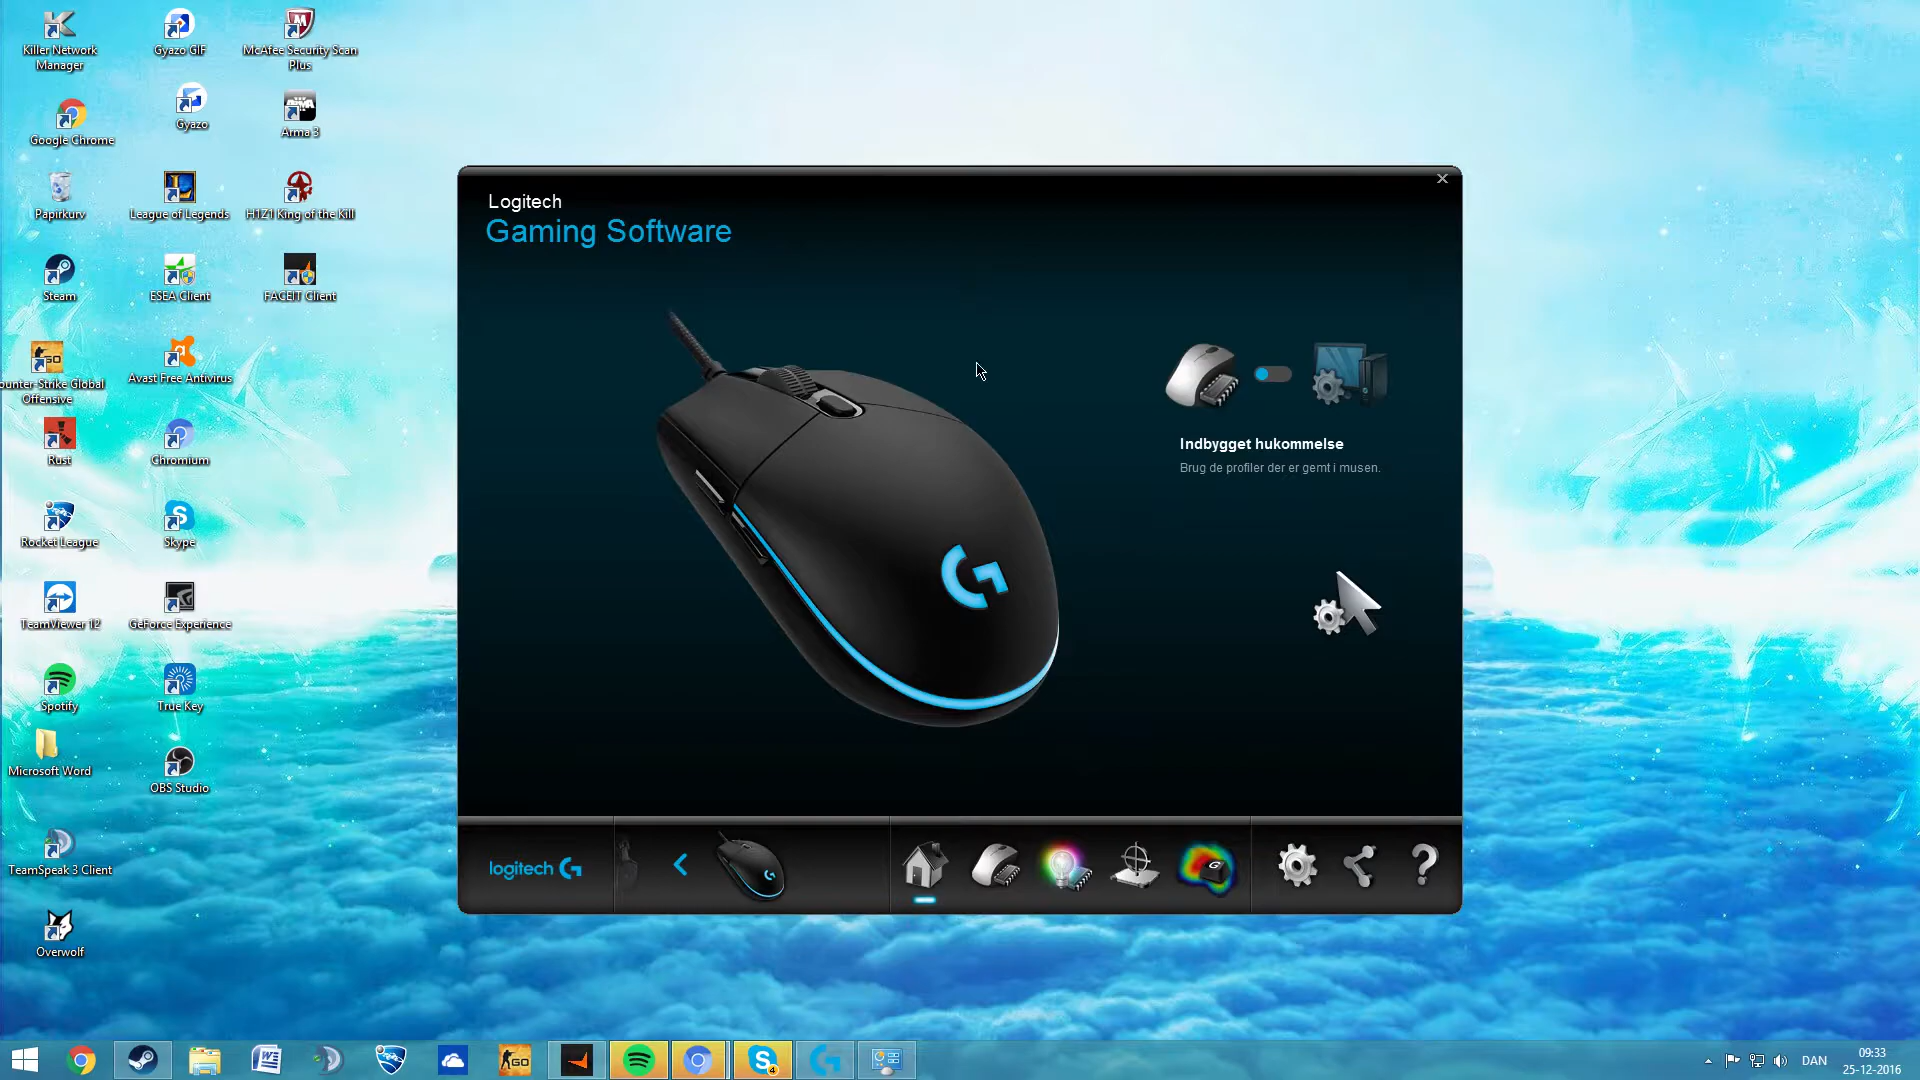 Killer Network
Manager
Gyazo GIF
McAfee Security Scan
Plus
Google Chrome
Gyazo
Arma 3
Papirkurv
League of Legends
H1Z1 King of the Kill
Steam
ESEA Client
FACEIT Client
ounter-Strike Global
Offensive
Avast Free Antivirus
Rust
Chromium
Rocket League
Skype
TeamViewer 12
GeForce Experience
Spotify
True Key
Microsoft Word
OBS Studio
TeamSpeak 3 Client
Overwolf
Logitech
Gaming Software
Indbygget hukommelse
Brug de profiler der er gemt i musen.
logitech
DAN
09:33
25-12-2016